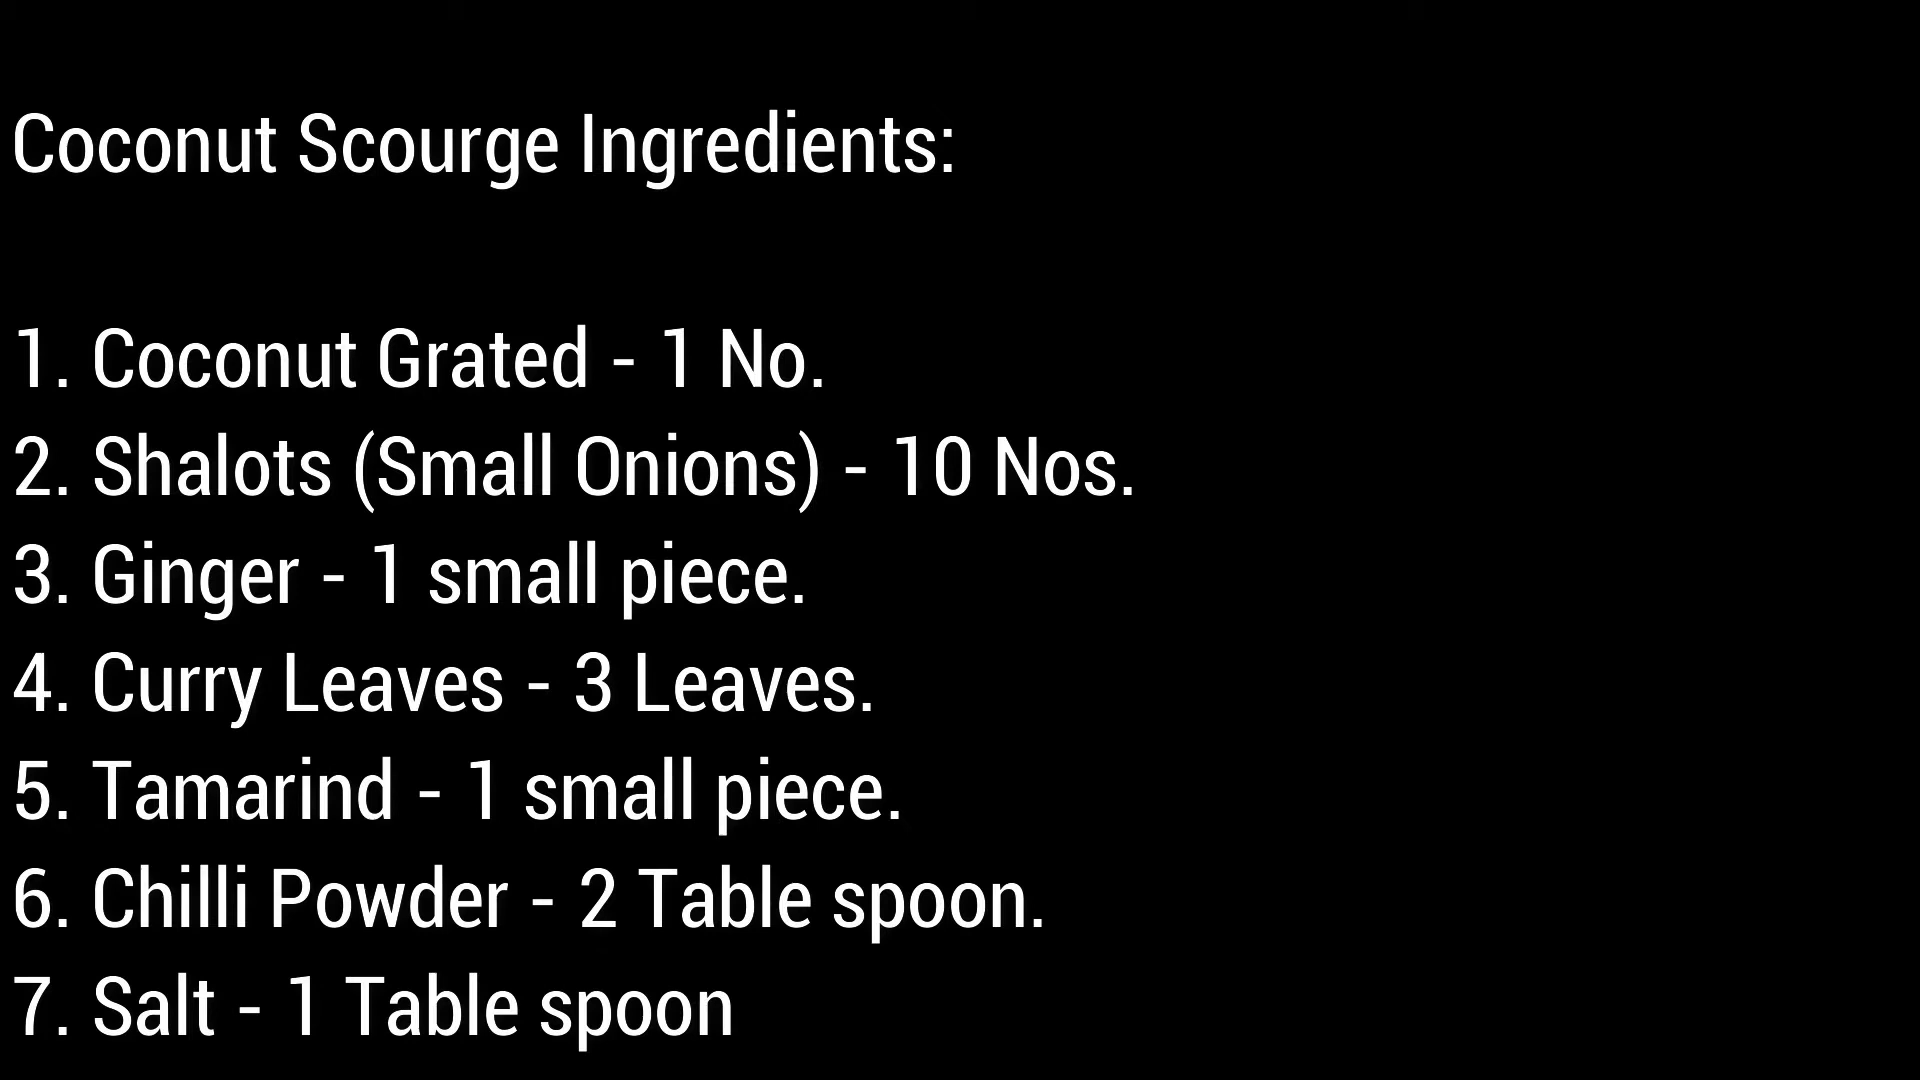 Coconut Scourge Ingredients:
1. Coconut Grated - 1 No.
2. Shalots (Small Onions) - 10 Nos.
3. Ginger - 1 small piece.
4. Curry Leaves - 3 Leaves.
5. Tamarind - 1 small piece.
6. Chilli Powder - 2 Table spoon.
7. Salt - 1 Table spoon